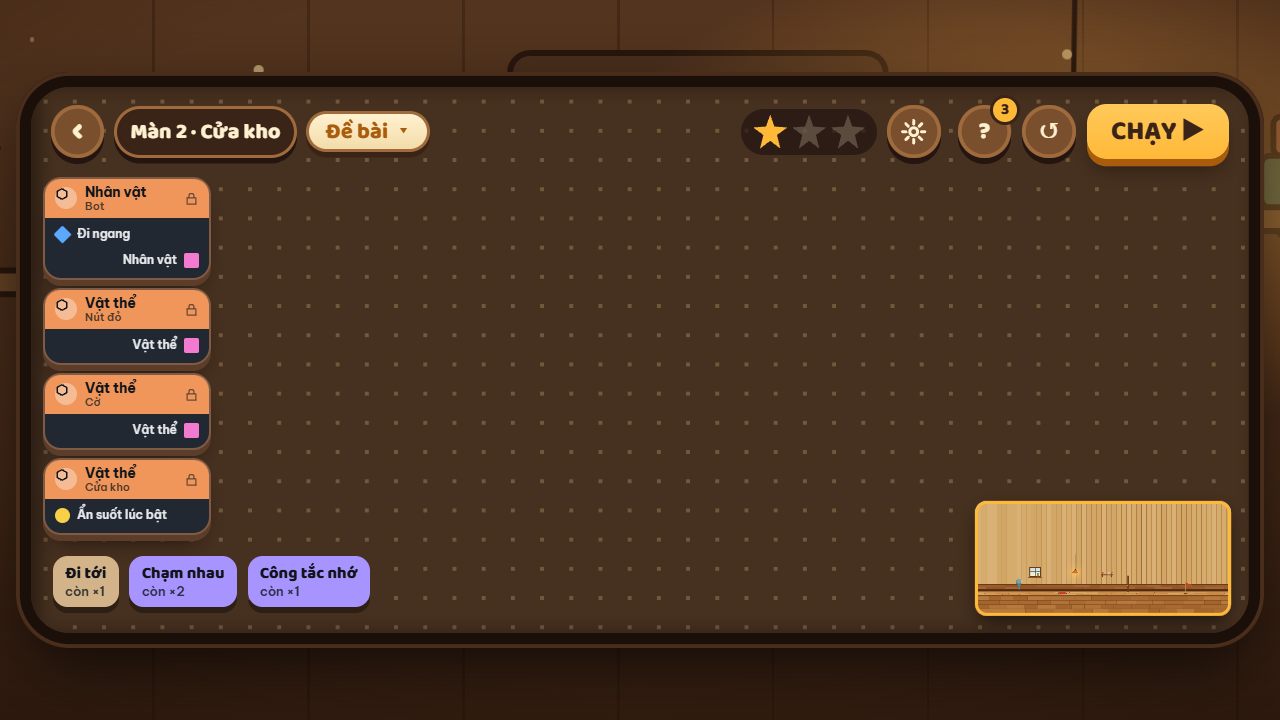 Màn 2 • Cửa kho
Đề bài
3
?
CHẠY
Nhân vật
Bot
Đi ngang
Nhân vật
Vật thể
Nút đỏ
Vật thể
Vật thể
Cờ
Vật thể
Vật thể
Cửa kho
Ẩn suốt lúc bật
Đi tới
còn ×1
Chạm nhau
còn ×2
Công tắc nhớ
còn ×1